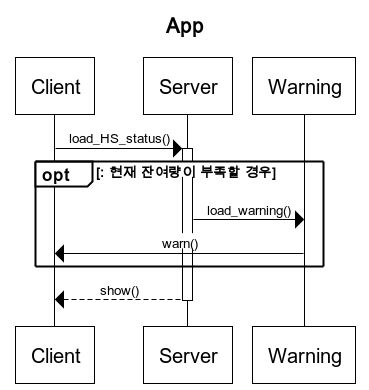 App
Client Server Warning
load_HS_status()
opt [: 현재 잔여량이 부족할 경우]
load_warning()
warn()
show()
Client Server Warning